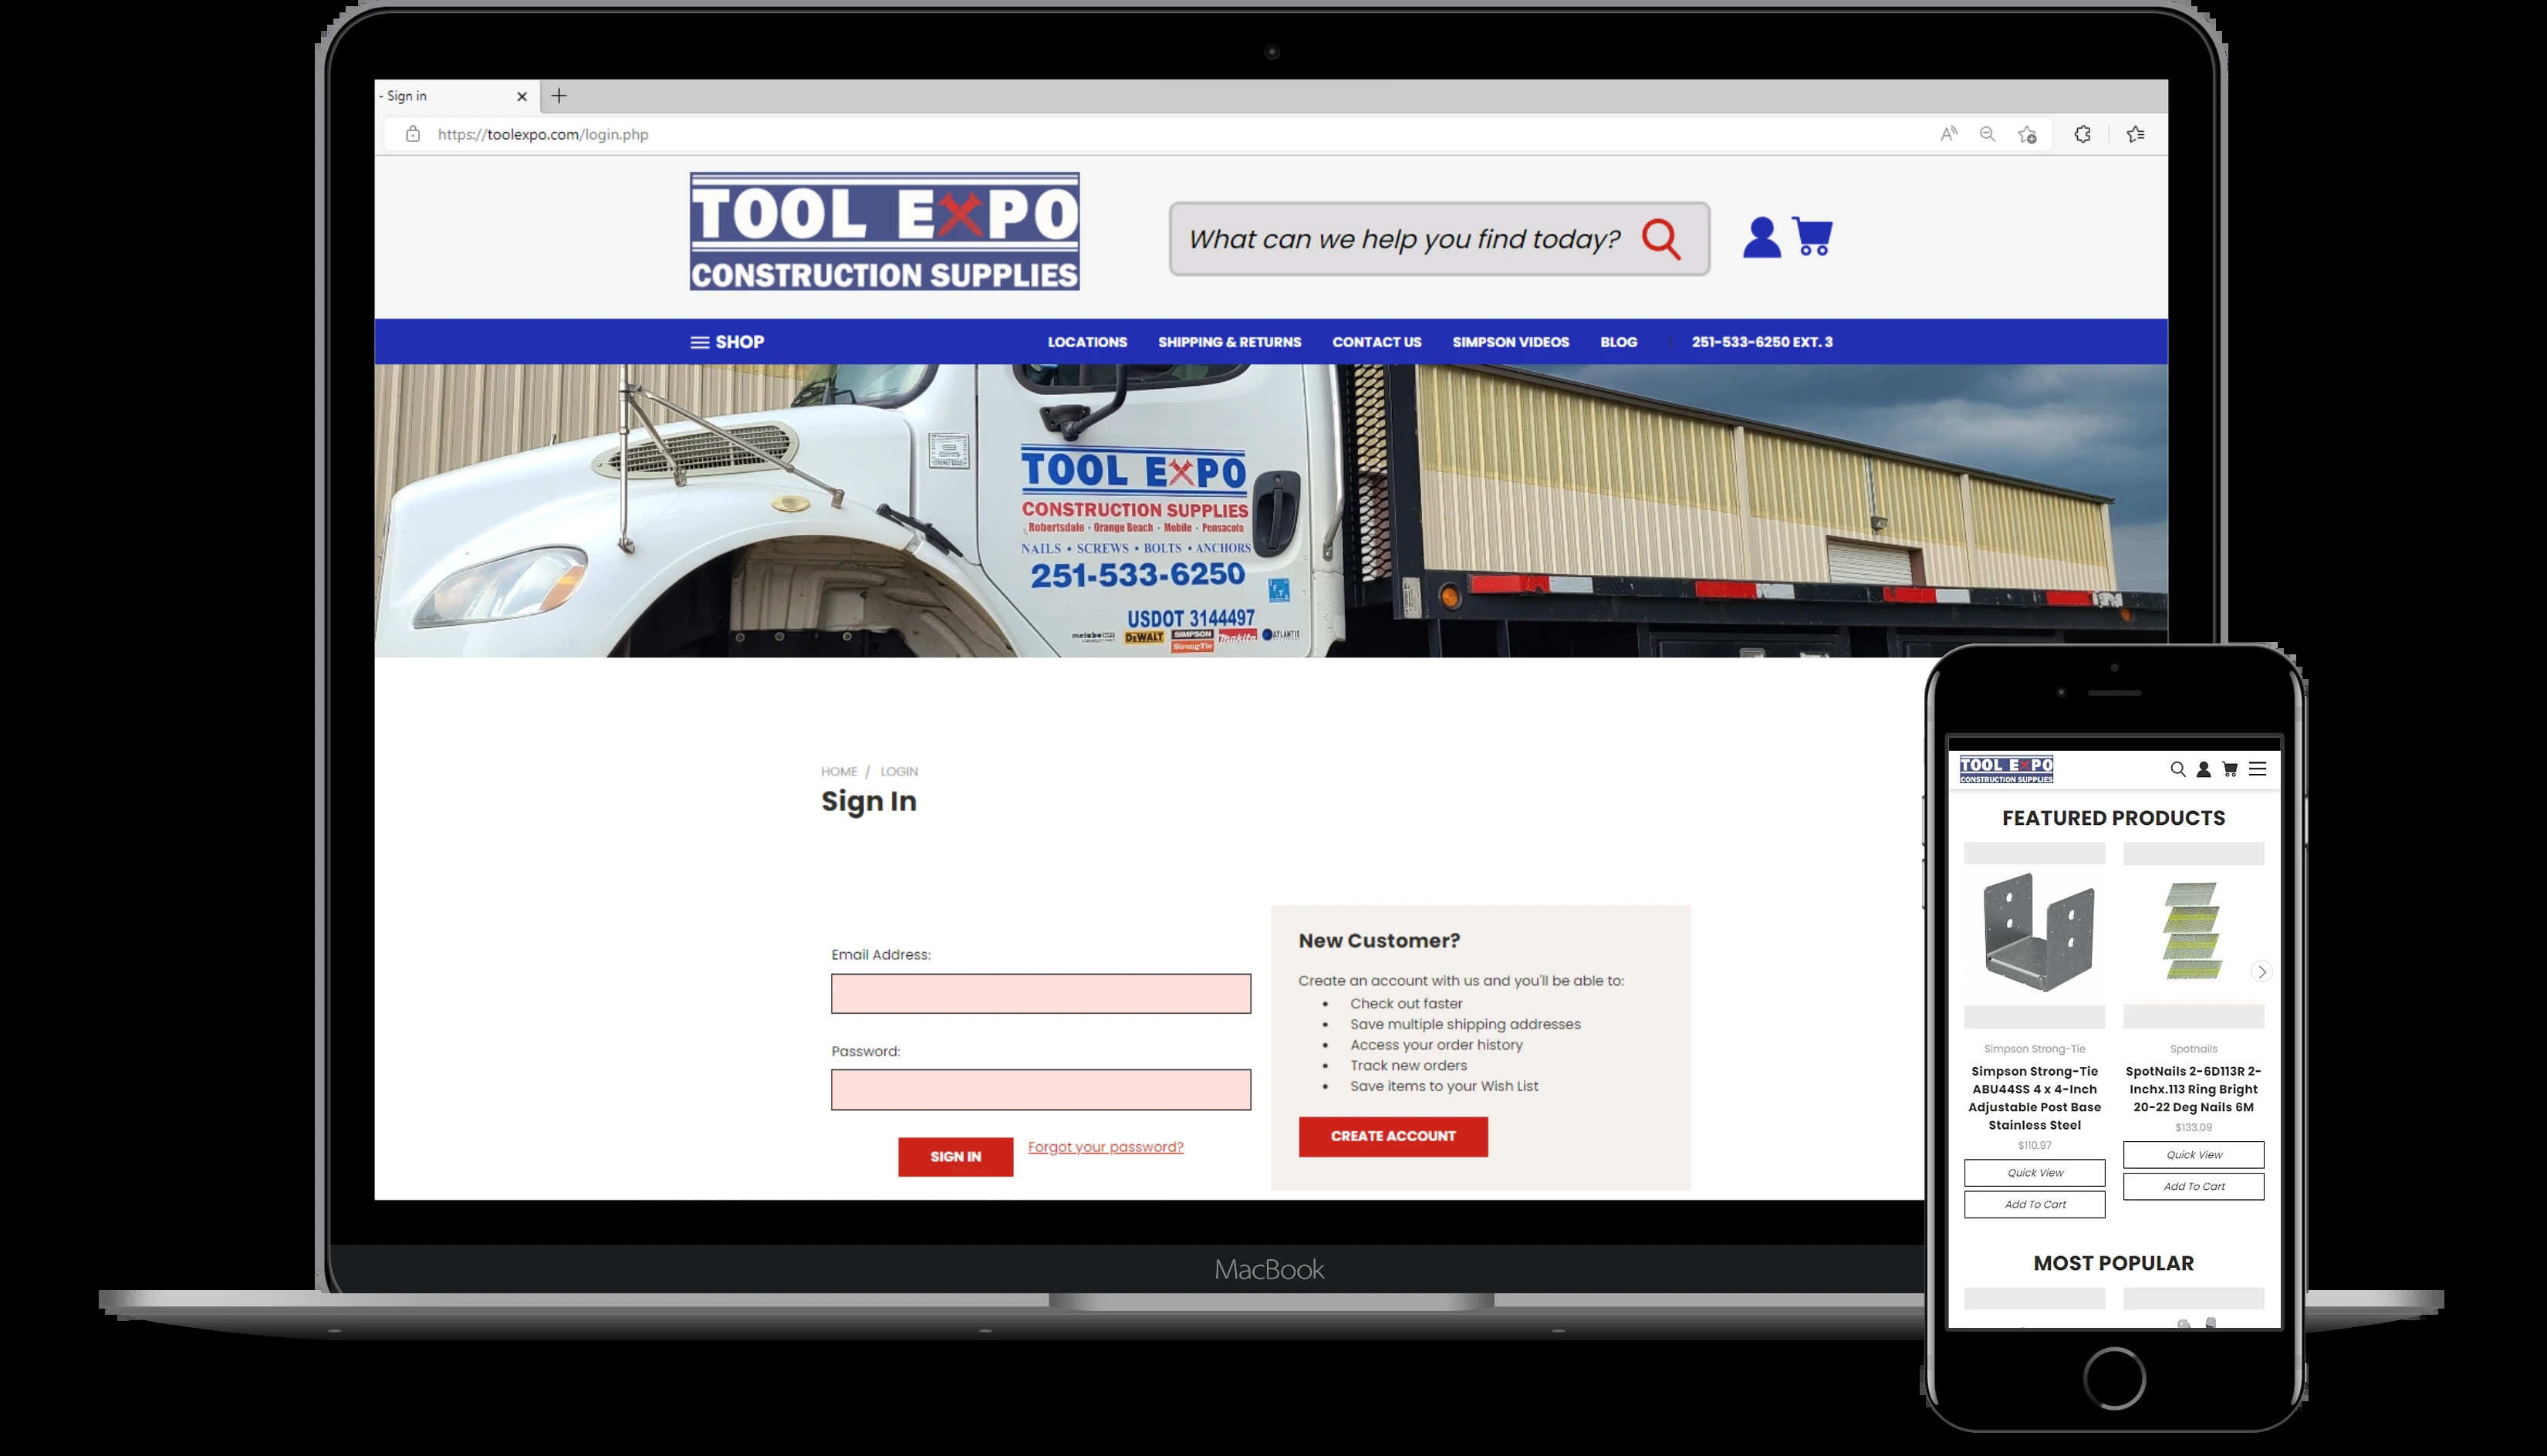 - Sign in
https://toolexpo.com/login.php
TOOL EXPO
CONSTRUCTION SUPPLIES
What can we help you find today?
SHOP
LOCATIONS
SHIPPING & RETURNS
CONTACT US
SIMPSON VIDEOS
BLOG
251-533-6250 EXT. 3
TOOL EXPO
CONSTRUCTION SUPPLIES
Robertsdale - Orange Beach - Mobile - Pensacola
NAILS • SCREWS • BOLTS • ANCHORS
251-533-6250
USDOT 3144497
metabo
DEWALT
SIMPSON
Strong-Tie
Makita
ATLANTIS
HOME / LOGIN
Sign In
Email Address:
Password:
SIGN IN
Forgot your password?
New Customer?
Create an account with us and you'll be able to:
• Check out faster
• Save multiple shipping addresses
• Access your order history
• Track new orders
• Save items to your Wish List
CREATE ACCOUNT
MacBook
TOOL EXPO
CONSTRUCTION SUPPLIES
FEATURED PRODUCTS
Simpson Strong-Tie
Simpson Strong-Tie
ABU44SS 4 x 4-Inch
Adjustable Post Base
Stainless Steel
$110.97
Quick View
Add To Cart
Spotnails
SpotNails 2-6D113R 2-
Inchx.113 Ring Bright
20-22 Deg Nails 6M
$133.09
Quick View
Add To Cart
MOST POPULAR